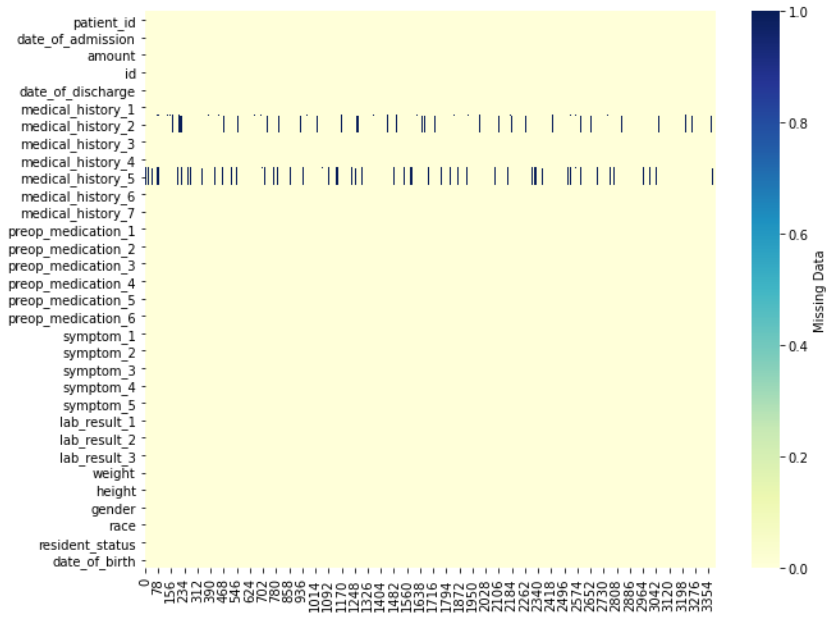 patient_id
date_of_admission
amount
id
date_of_discharge
medical_history_1
medical_history_2
medical_history_3
medical_history_4
medical_history_5
medical_history_6
medical_history_7
preop_medication_1
preop_medication_2
preop_medication_3
preop_medication_4
preop_medication_5
preop_medication_6
symptom_1
symptom_2
symptom_3
symptom_4
symptom_5
lab_result_1
lab_result_2
lab_result_3
weight
height
gender
race
resident_status
date_of_birth
0 78 156 234 312 390 468 546 624 702 780 858 936 1014 1092 1170 1248 1326 1404 1482 1560 1638 1716 1794 1872 1950 2028 2106 2184 2262 2340 2418 2496 2574 2652 2730 2808 2886 2964 3042 3120 3198 3276 3354
1.0
0.8
0.6
0.4
0.2
0.0
Missing Data